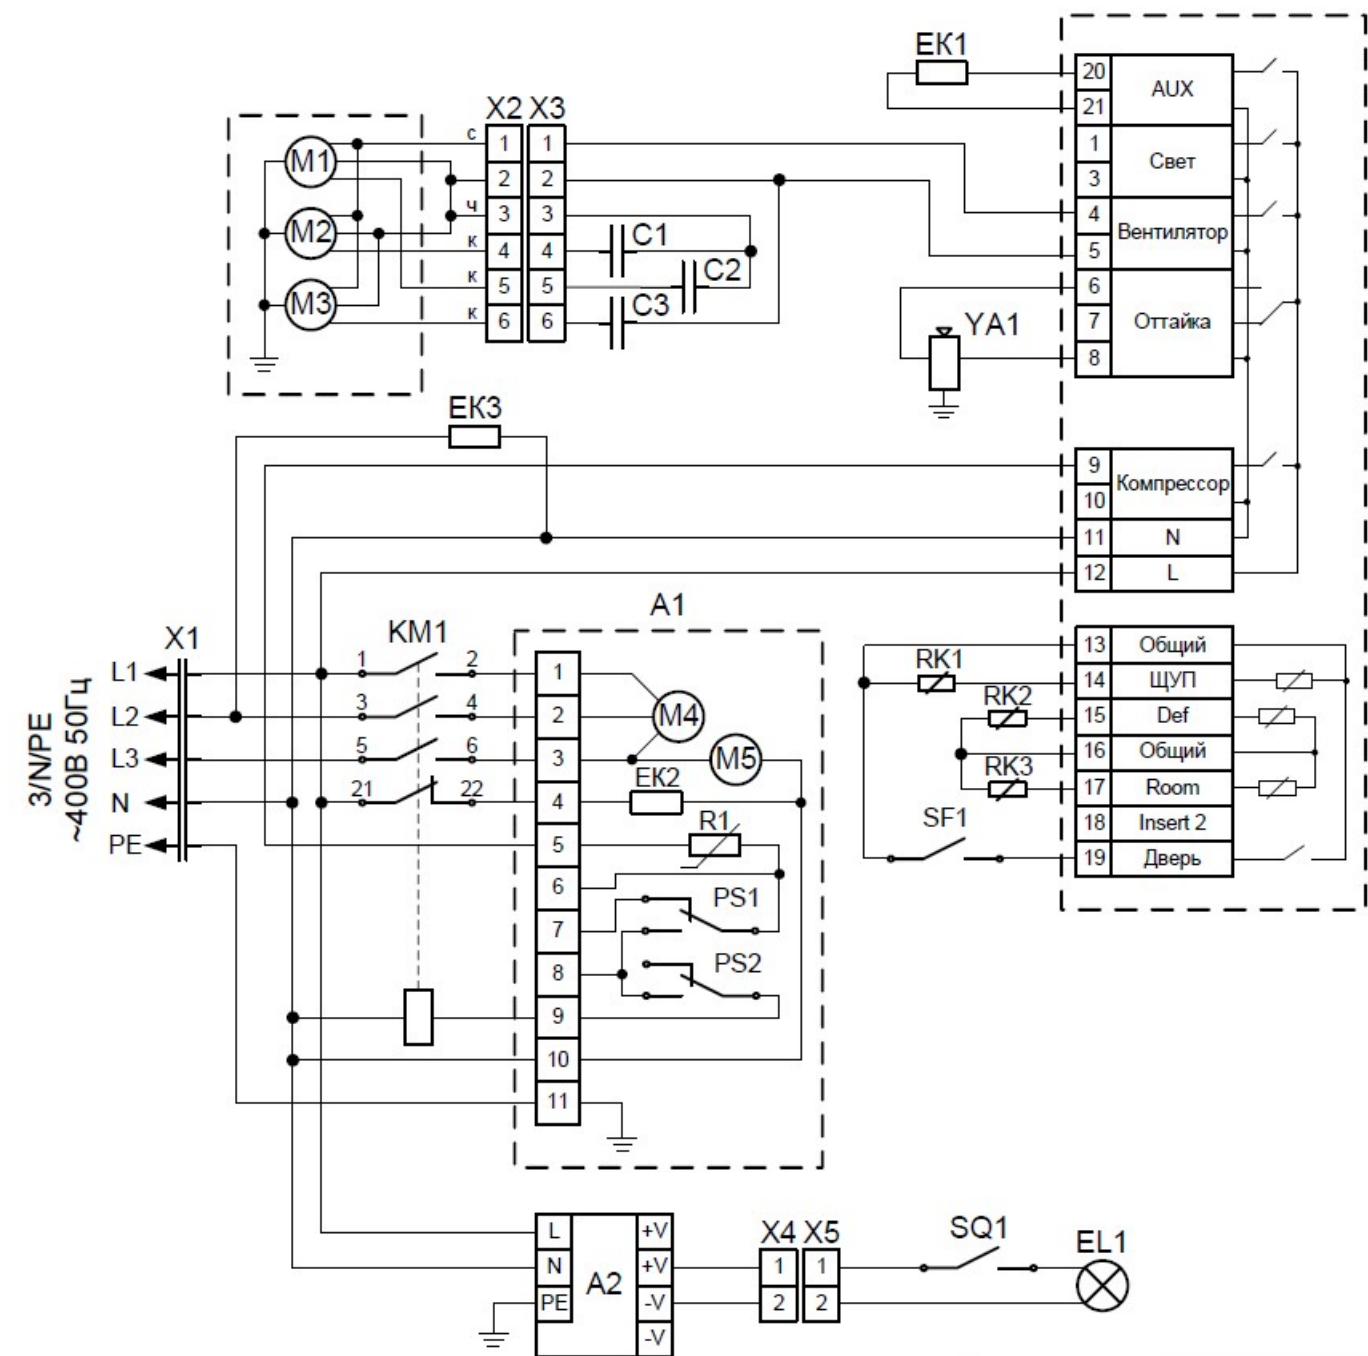 EK1
20
AUX
21
X2 X3
с 1 1
1
Свет
M1
2 2
3
ч 3 3
4
Вентилятор
M2
к 4 4
C1
5
к 5 5
C2
6
M3
к 6 6
C3
7
Оттайка
YA1
8
EK3
9
Компрессор
10
11 N
12 L
A1
X1
KM1
13 Общий
RK1
14 ЩУП
RK2
15 Def
16 Общий
RK3
17 Room
18 Insert 2
SF1
19 Дверь
3/N/PE
~400В 50Гц
L1 1 2 1
L2 3 4 2 M4
L3 5 6 3 M5
N 21 22 4 EK2
PE 5 R1
6
PS1
7
PS2
8
9
10
11
L +V
N A2 +V
PE -V
-V
X4 X5
1 1
2 2
SQ1
EL1